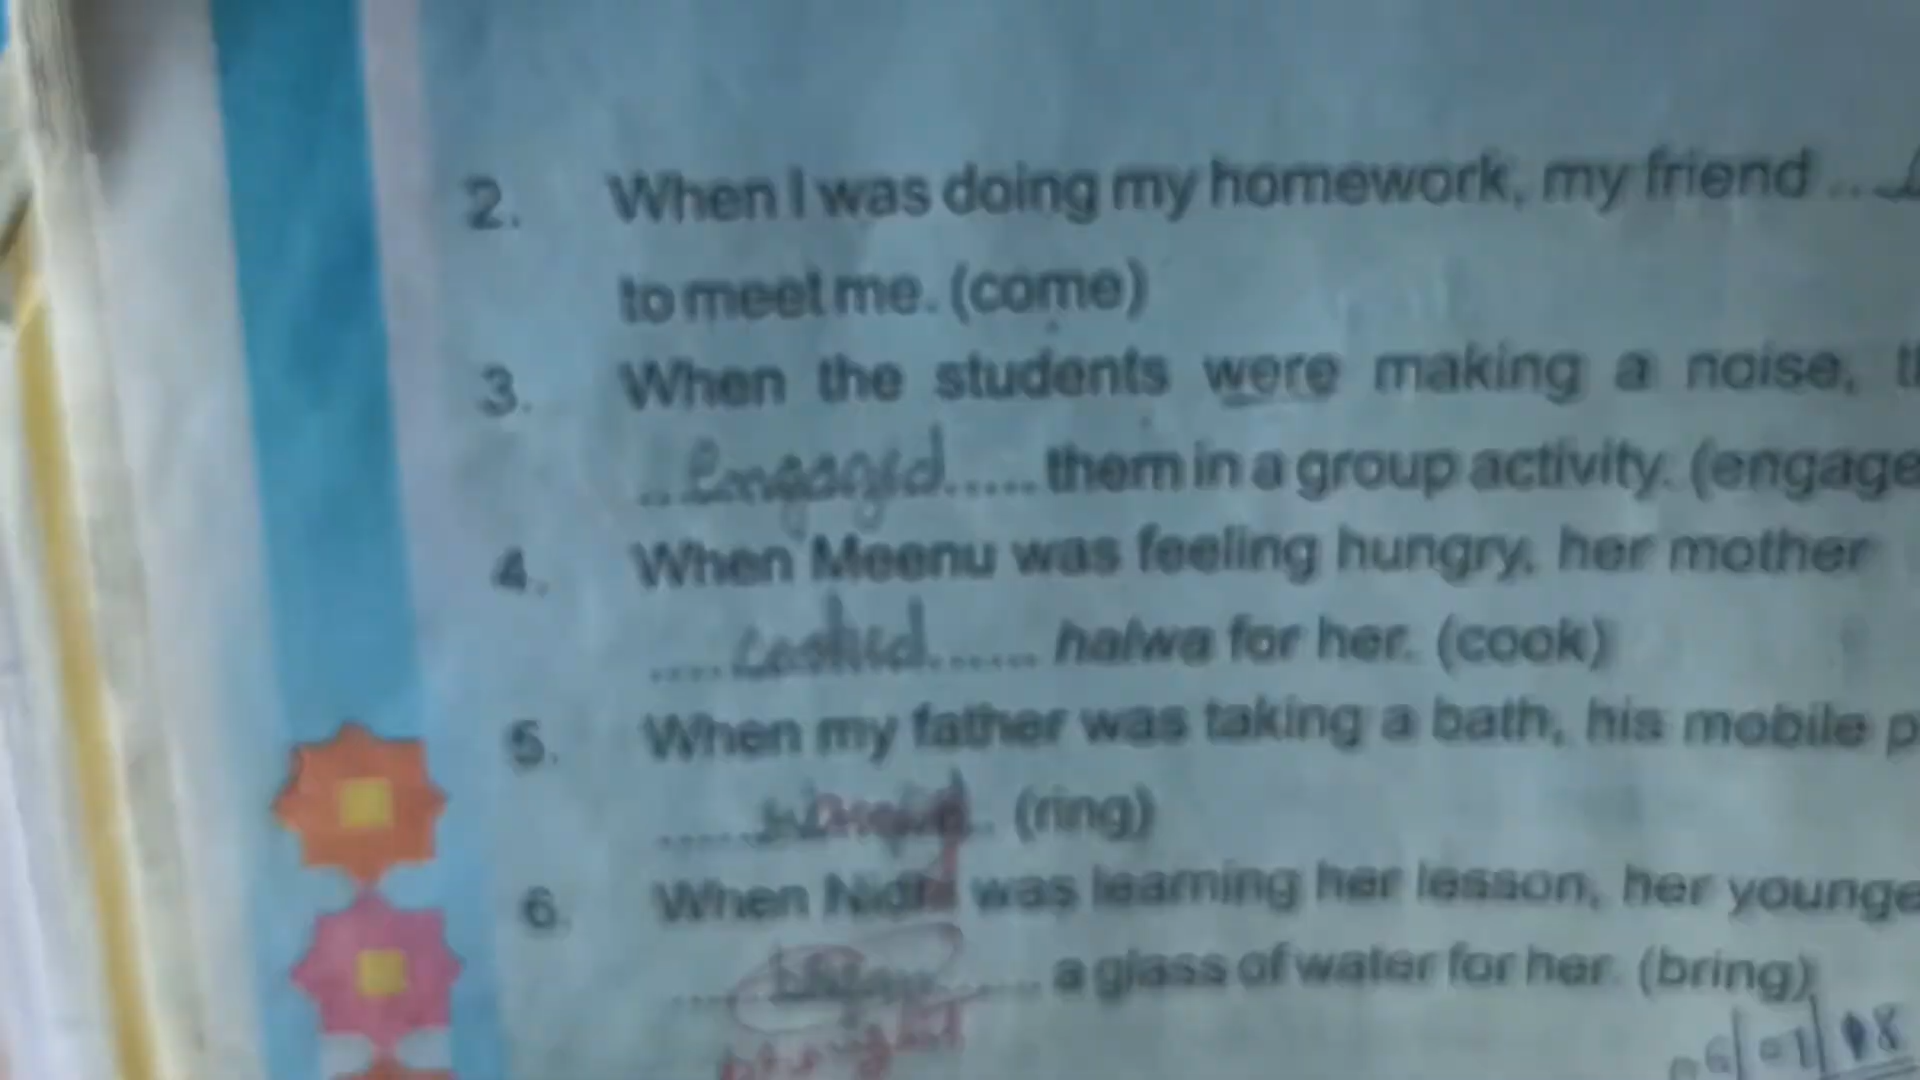 2. When I was doing my homework, my friend ..
to meet me. (come)
3. When the students were making a noise,
...engaged..... them in a group activity. (engage
4. When Meenu was feeling hungry, her mother
....cooked...... halwa for her. (cook)
5. When my father was taking a bath, his mobile
..... (ring)
6. When Nidhi was learning her lesson, her
..... a glass of water for her. (bring)
brought